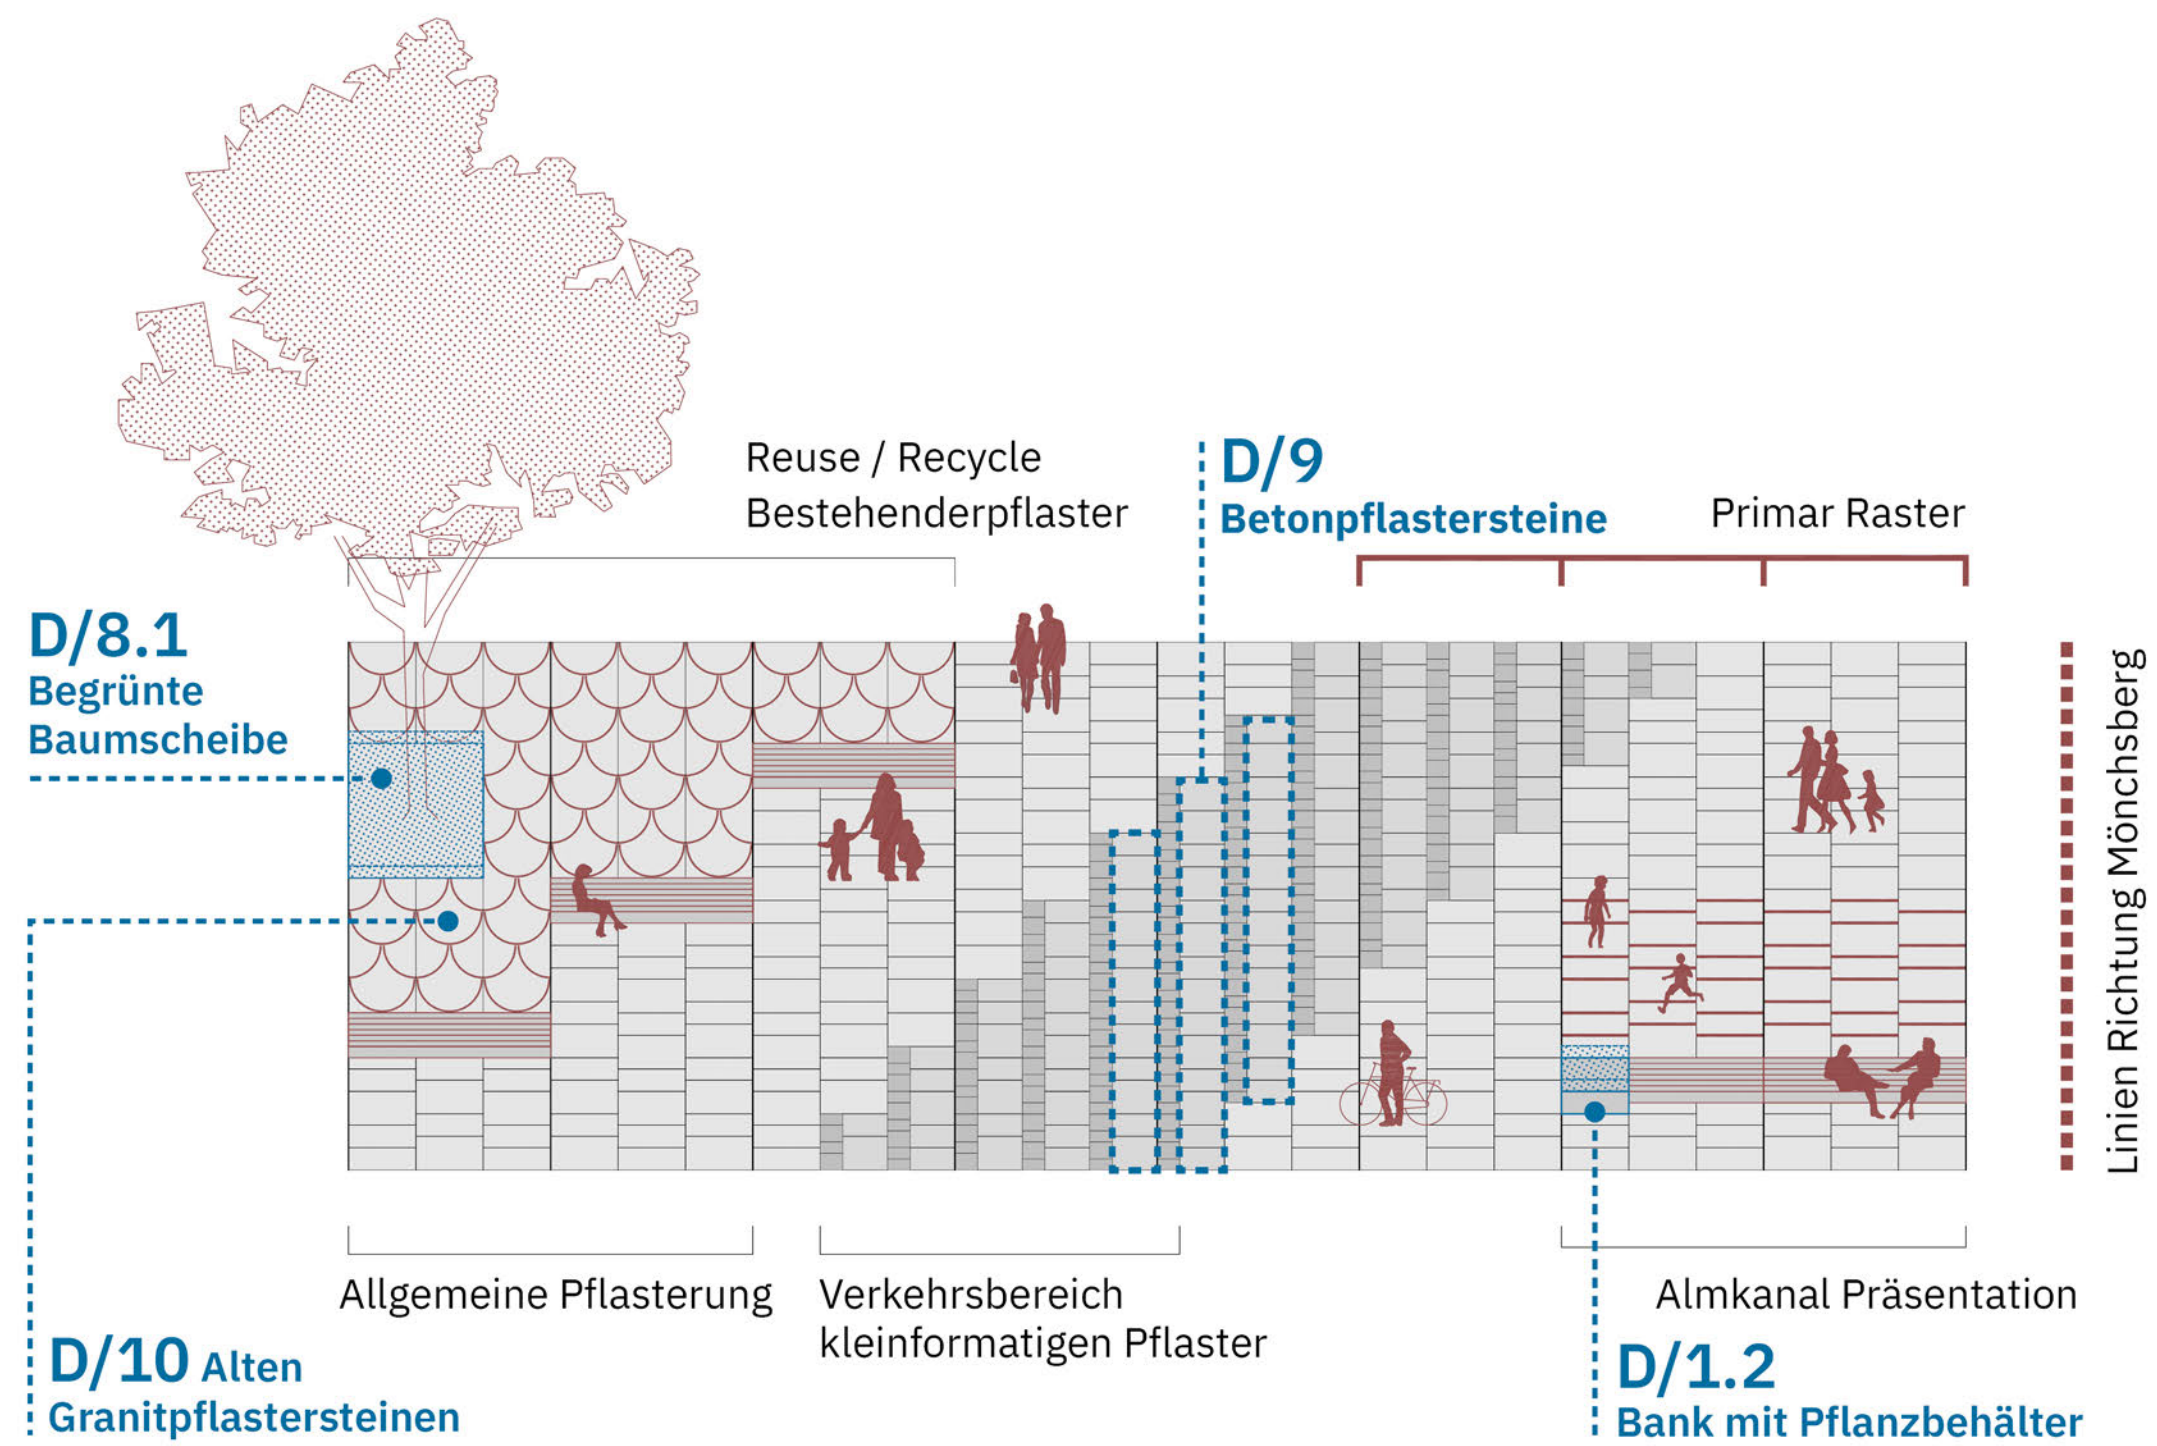 Reuse / Recycle
Bestehenderpflaster
D/9
Betonpflastersteine
Primar Raster
D/8.1
Begrünte
Baumscheibe
Linien Richtung Mönchsberg
Allgemeine Pflasterung
Verkehrsbereich
kleinformatigen Pflaster
Almkanal Präsentation
D/10 Alten
Granitpflastersteinen
D/1.2
Bank mit Pflanzbehälter